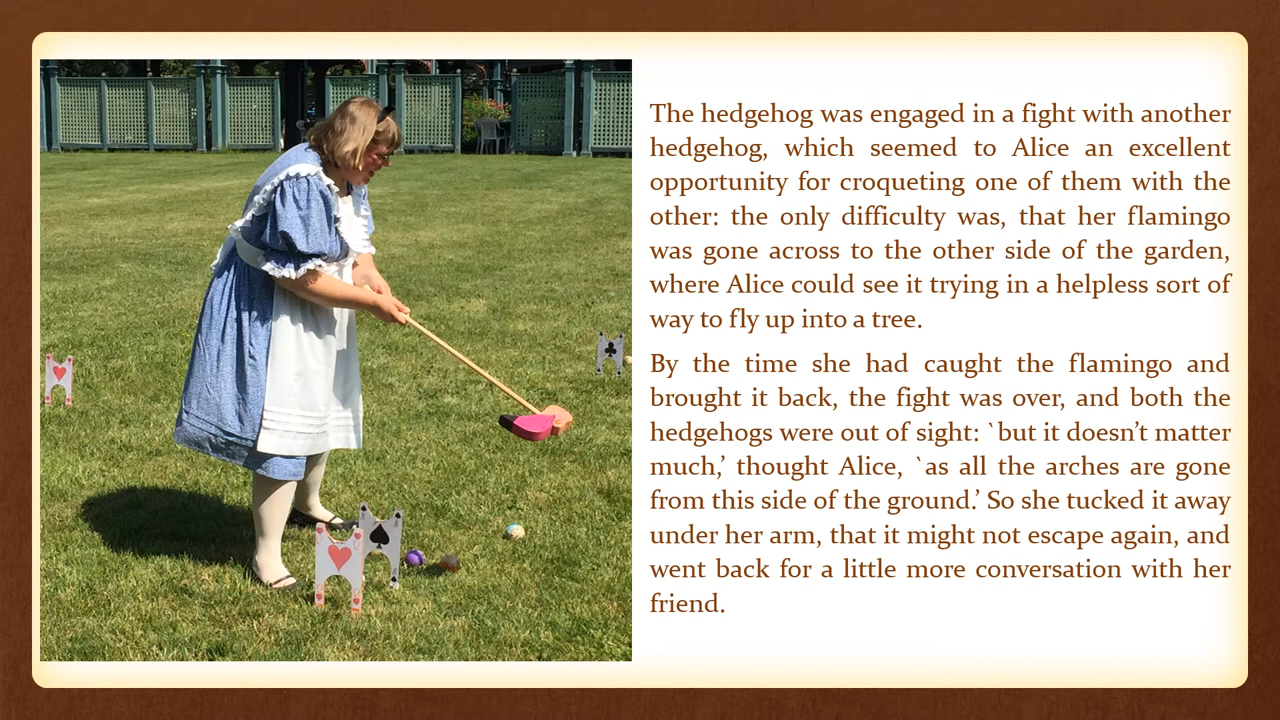 The hedgehog was engaged in a fight with another
hedgehog, which seemed to Alice an excellent
opportunity for croqueting one of them with the
other: the only difficulty was, that her flamingo
was gone across to the other side of the garden,
where Alice could see it trying in a helpless sort of
way to fly up into a tree.
By the time she had caught the flamingo and
brought it back, the fight was over, and both the
hedgehogs were out of sight: `but it doesn’t matter
much,’ thought Alice, `as all the arches are gone
from this side of the ground.’ So she tucked it away
under her arm, that it might not escape again, and
went back for a little more conversation with her
friend.